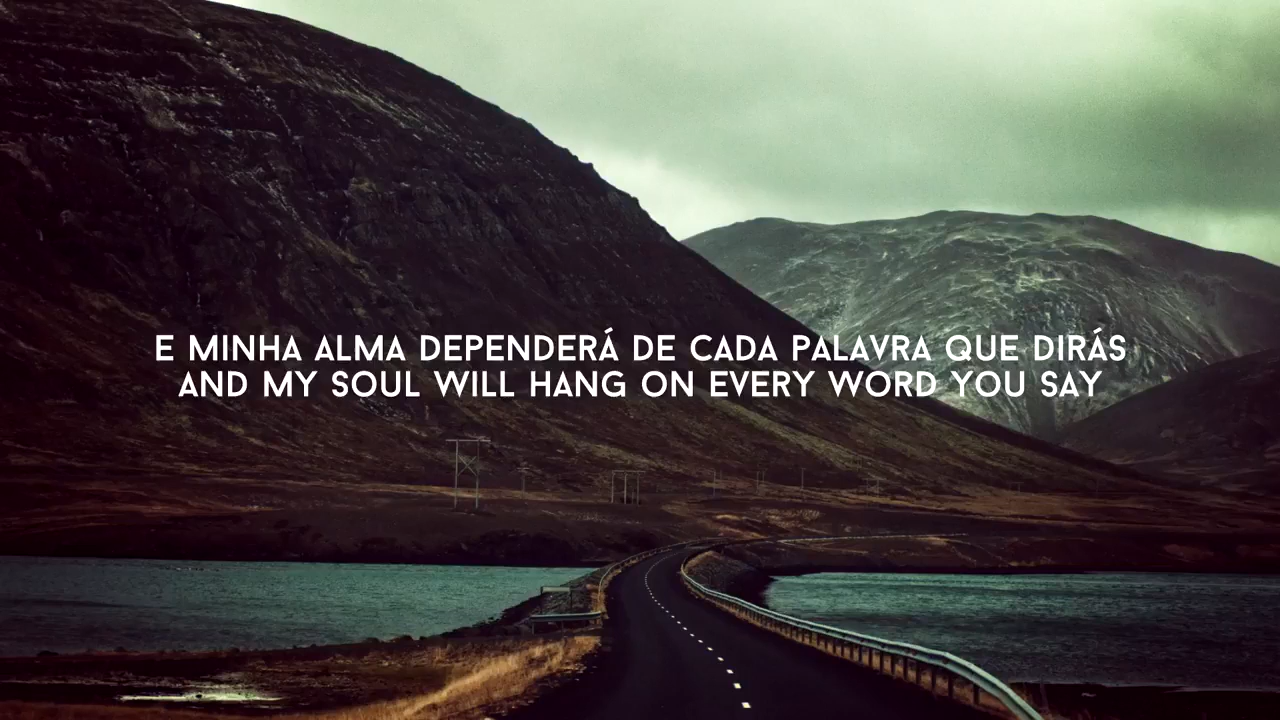 E MINHA ALMA DEPENDERÁ DE CADA PALAVRA QUE DIRÁS
AND MY SOUL WILL HANG ON EVERY WORD YOU SAY